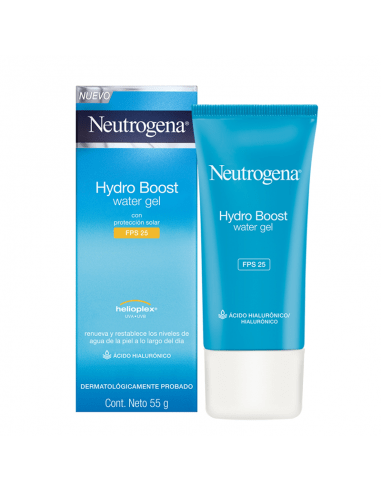 NUEVO
Neutrogena®
Hydro Boost
water gel
con
protección solar
FPS 25
helioplex
UVA+UVB
renueva y restablece los niveles de
agua de la piel a lo largo del día
ÁCIDO HIALURÓNICO
DERMATOLÓGICAMENTE PROBADO
Cont. Neto 55 g
Neutrogena®
Hydro Boost
water gel
FPS 25
ÁCIDO HIALURÓNICO/
HIALURÓNICO